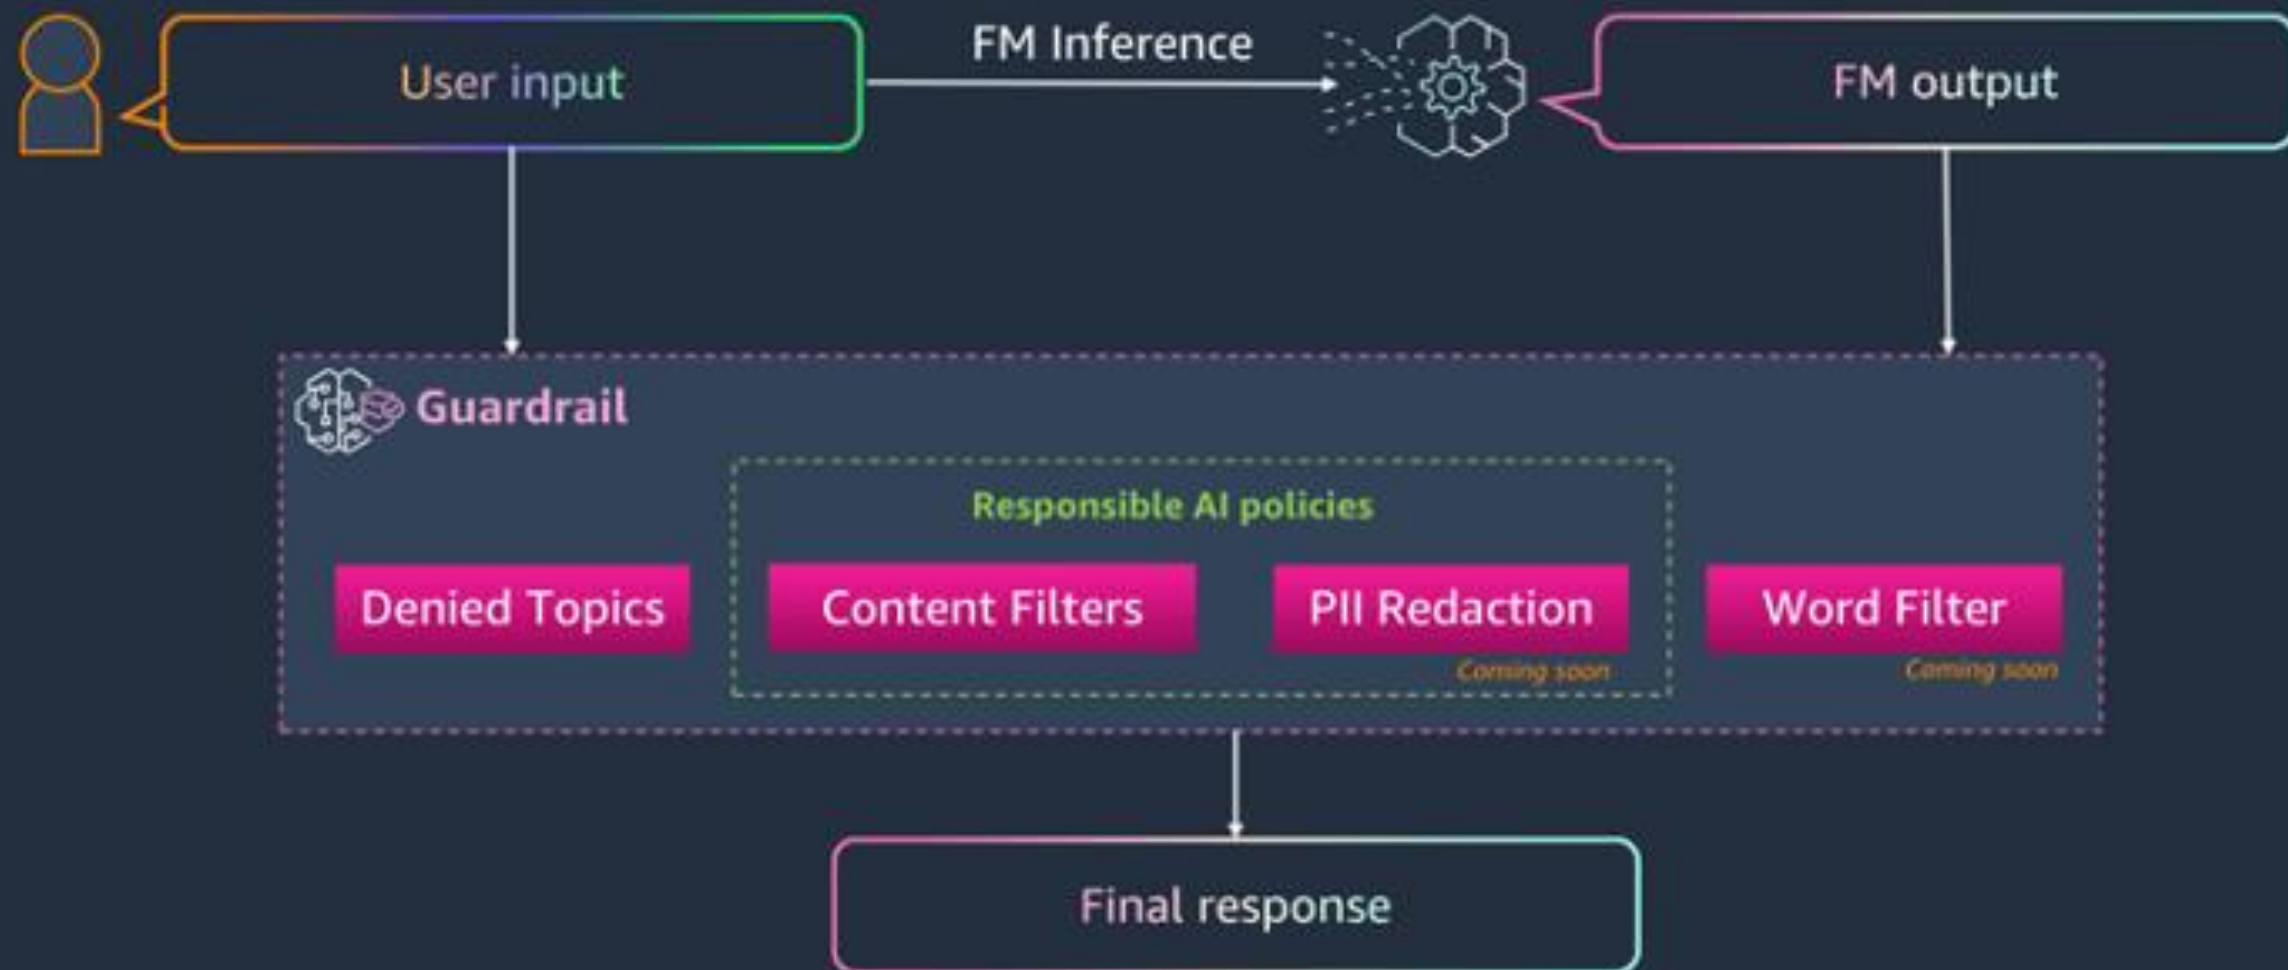 User input
FM Inference
FM output
Guardrail
Responsible AI policies
Denied Topics
Content Filters
PII Redaction
Word Filter
Coming soon
Coming soon
Final response